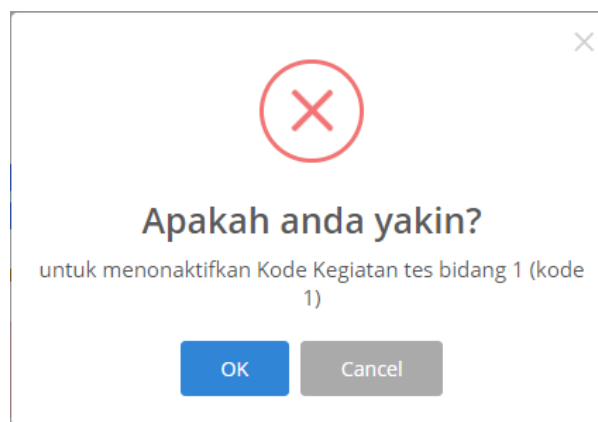 Apakah anda yakin?
untuk menonaktifkan Kode Kegiatan tes bidang 1 (kode
1)
OK
Cancel